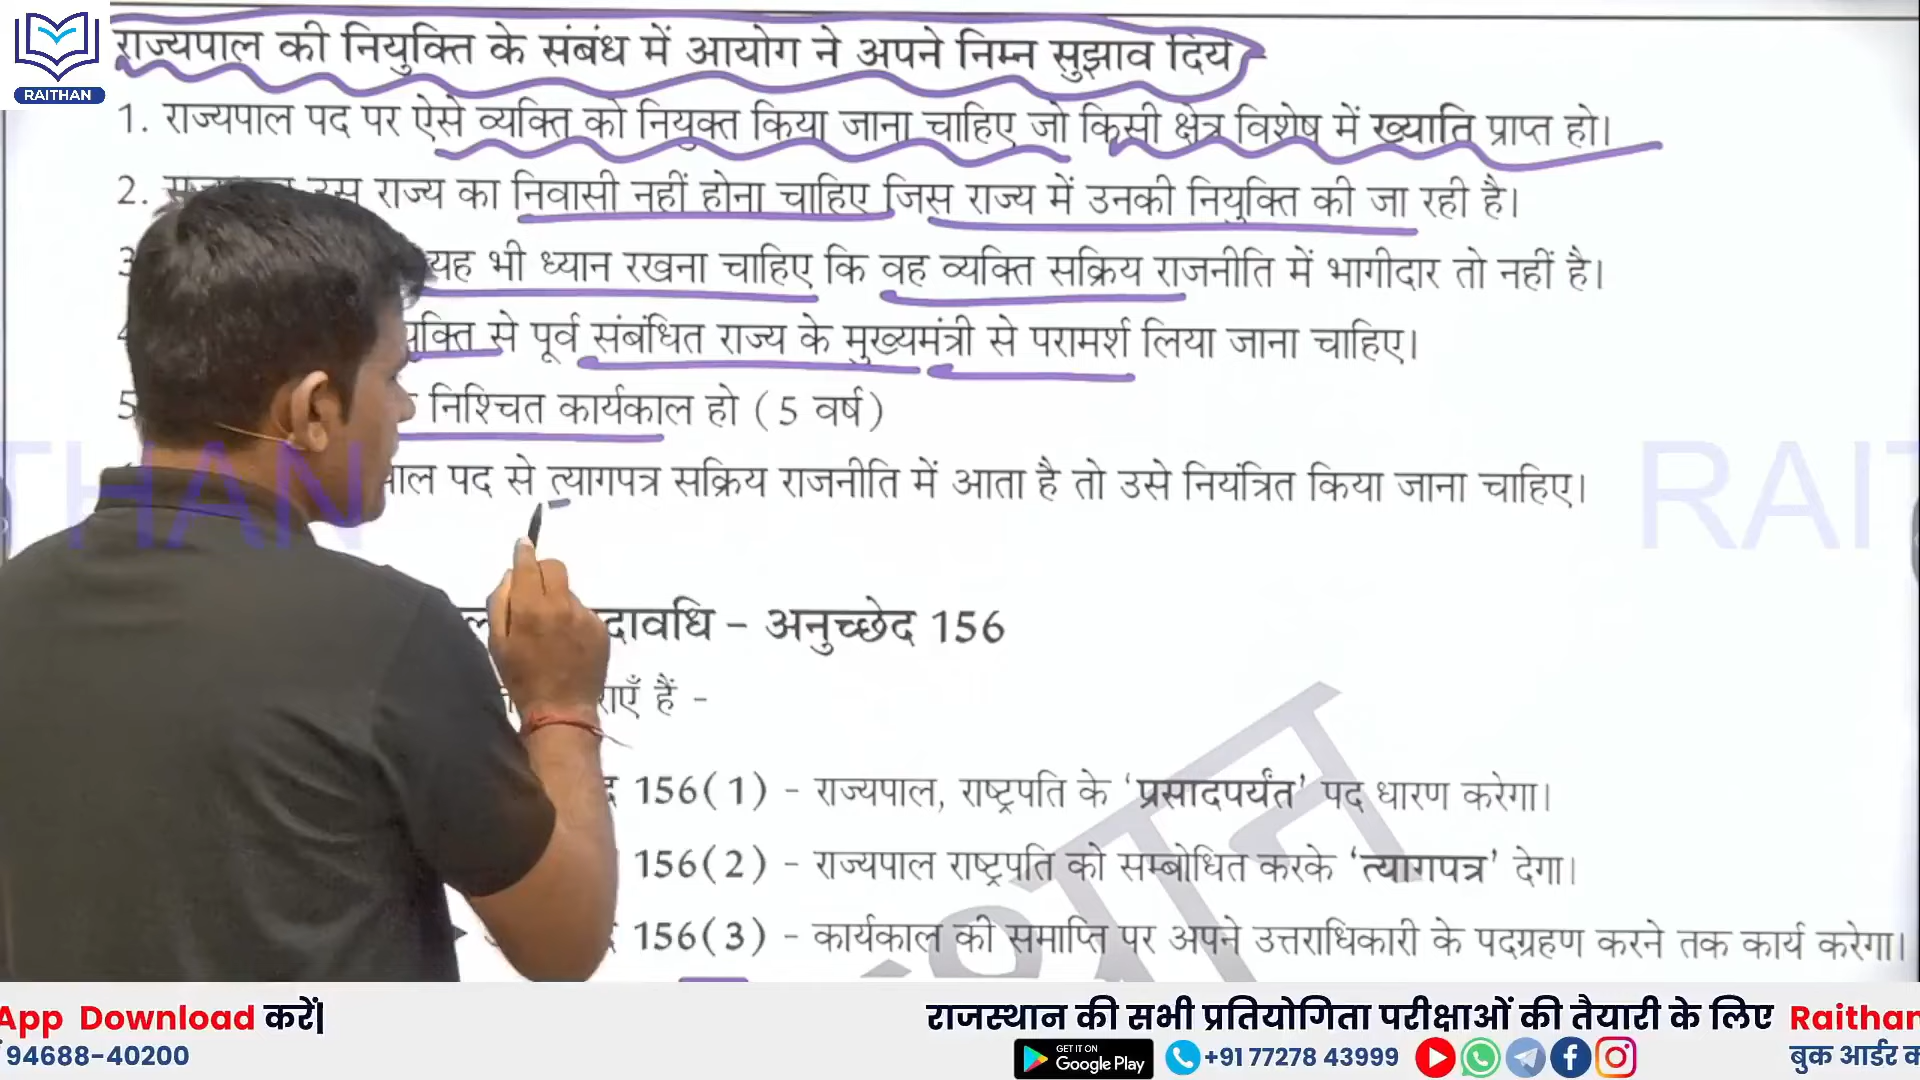 RAITHAN
राज्यपाल की नियुक्ति के संबंध में आयोग ने अपने निम्न सुझाव दिये
1. राज्यपाल पद पर ऐसे व्यक्ति को नियुक्त किया जाना चाहिए जो किसी क्षेत्र विशेष में ख्याति प्राप्त हो।
2. राज्य का निवासी नहीं होना चाहिए जिस राज्य में उनकी नियुक्ति की जा रही है।
यह भी ध्यान रखना चाहिए कि वह व्यक्ति सक्रिय राजनीति में भागीदार तो नहीं है।
से पूर्व संबंधित राज्य के मुख्यमंत्री से परामर्श लिया जाना चाहिए।
5 निश्चित कार्यकाल हो (5 वर्ष)
पद से त्यागपत्र सक्रिय राजनीति में आता है तो उसे नियंत्रित किया जाना चाहिए।
THAN
RAIT
दावधि - अनुच्छेद 156
राएँ हैं -
156(1) - राज्यपाल, राष्ट्रपति के 'प्रसादपर्यंत' पद धारण करेगा।
156(2) - राज्यपाल राष्ट्रपति को सम्बोधित करके 'त्यागपत्र' देगा।
156(3) - कार्यकाल की समाप्ति पर अपने उत्तराधिकारी के पदग्रहण करने तक कार्य करेगा।
App Download करें|
94688-40200
राजस्थान की सभी प्रतियोगिता परीक्षाओं की तैयारी के लिए Raithan
GET IT ON
Google Play
+91 77278 43999
बुक आर्डर